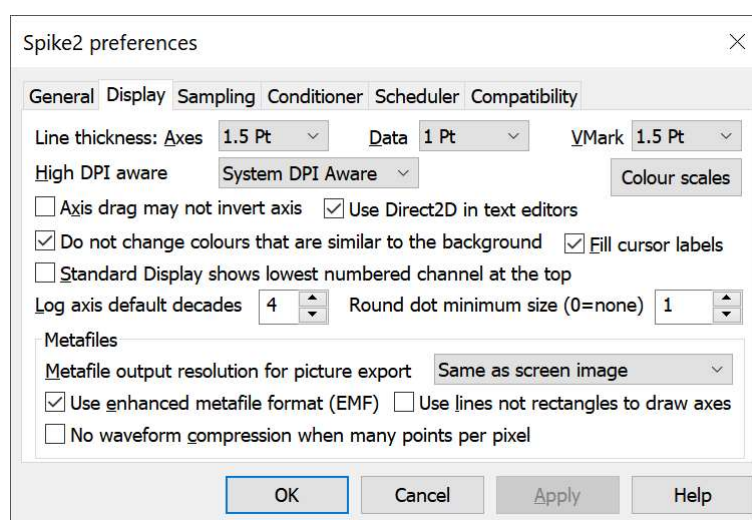 Spike2 preferences
General Display Sampling Conditioner Scheduler Compatibility
Line thickness: Axes 1.5 Pt Data 1 Pt VMark 1.5 Pt
High DPI aware System DPI Aware Colour scales
Axis drag may not invert axis Use Direct2D in text editors
Do not change colours that are similar to the background Fill cursor labels
Standard Display shows lowest numbered channel at the top
Log axis default decades 4 Round dot minimum size (0=none) 1
Metafiles
Metafile output resolution for picture export Same as screen image
Use enhanced metafile format (EMF) Use lines not rectangles to draw axes
No waveform compression when many points per pixel
OK Cancel Apply Help